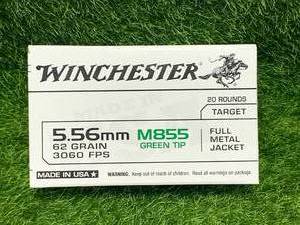 WINCHESTER
20 ROUNDS
TARGET
5.56mm M855
62 GRAIN GREEN TIP
3060 FPS
FULL
METAL
JACKET
MADE IN USA★
WARNING: Keep out of reach of children. Read all warnings on package.